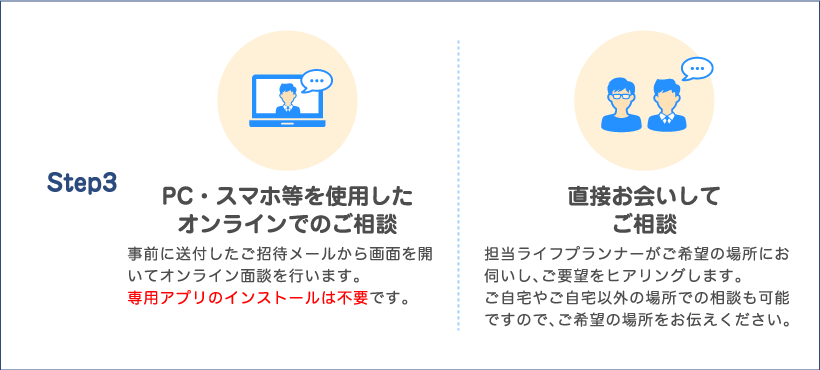 Step3
PC・スマホ等を使用した
オンラインでのご相談
事前に送付したご招待メールから画面を開
いてオンライン面談を行います。
専用アプリのインストールは不要です。
直接お会いして
ご相談
担当ライフプランナーがご希望の場所にお
伺いし、ご要望をヒアリングします。
ご自宅やご自宅以外の場所での相談も可能
ですので、ご希望の場所をお伝えください。